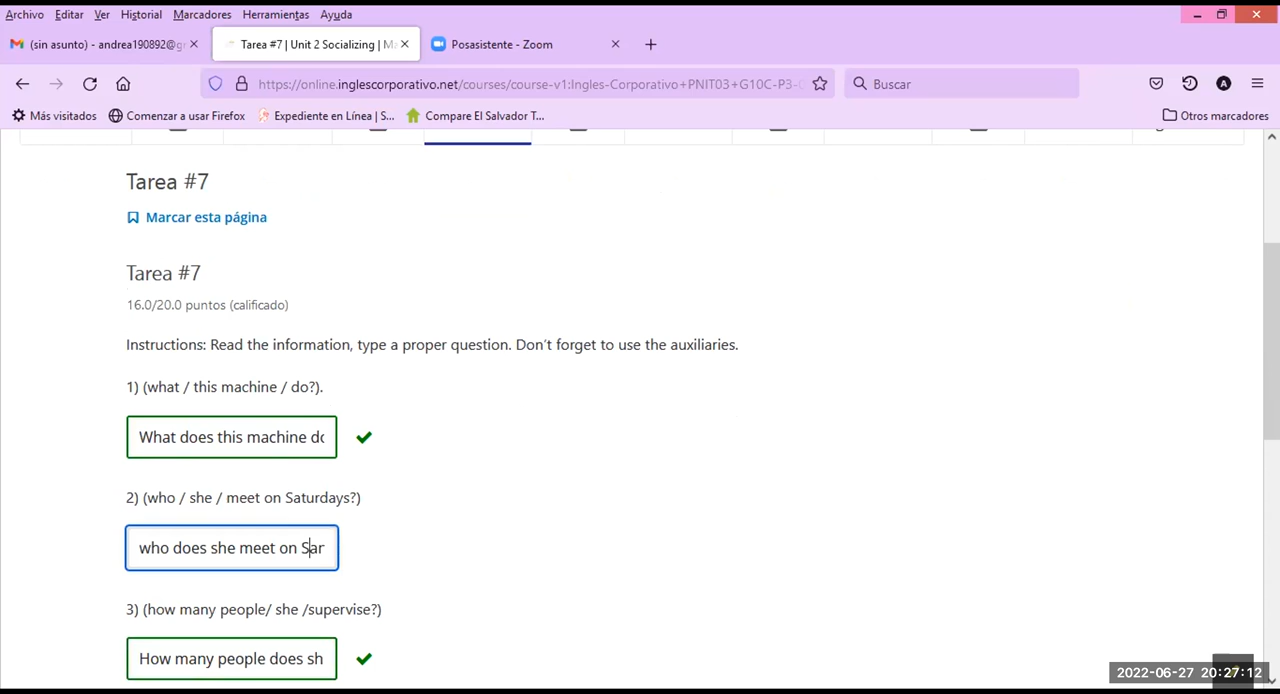 Archivo Editar Ver Historial Marcadores Herramientas Ayuda
(sin asunto) - andrea190892@gr
Tarea #7 | Unit 2 Socializing | Ma
Posasistente - Zoom
https://online.inglescorporativo.net/courses/course-v1:Ingles-Corporativo+PNIT03+G10C-P3-
Buscar
A
Más visitados
Comenzar a usar Firefox
Expediente en Línea | S...
Compare El Salvador T...
Otros marcadores
Tarea #7
Marcar esta página
Tarea #7
16.0/20.0 puntos (calificado)
Instructions: Read the information, type a proper question. Don´t forget to use the auxiliaries.
1) (what / this machine / do?).
What does this machine do
2) (who / she / meet on Saturdays?)
who does she meet on Sar
3) (how many people/ she /supervise?)
How many people does sh
2022-06-27 20:27:12